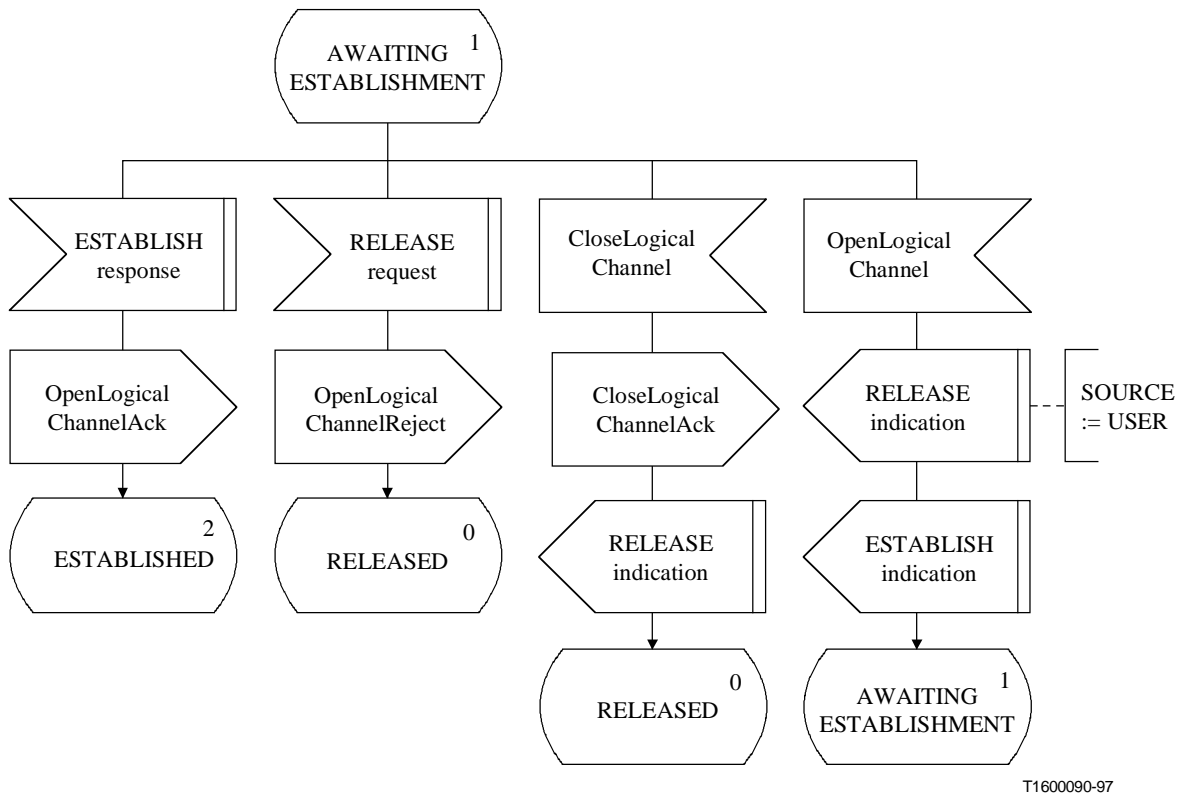 1
AWAITING
ESTABLISHMENT
ESTABLISH
response
RELEASE
request
CloseLogical
Channel
OpenLogical
Channel
OpenLogical
ChannelAck
OpenLogical
ChannelReject
CloseLogical
ChannelAck
RELEASE
indication
SOURCE
:= USER
2
ESTABLISHED
0
RELEASED
RELEASE
indication
ESTABLISH
indication
0
RELEASED
1
AWAITING
ESTABLISHMENT
T1600090-97